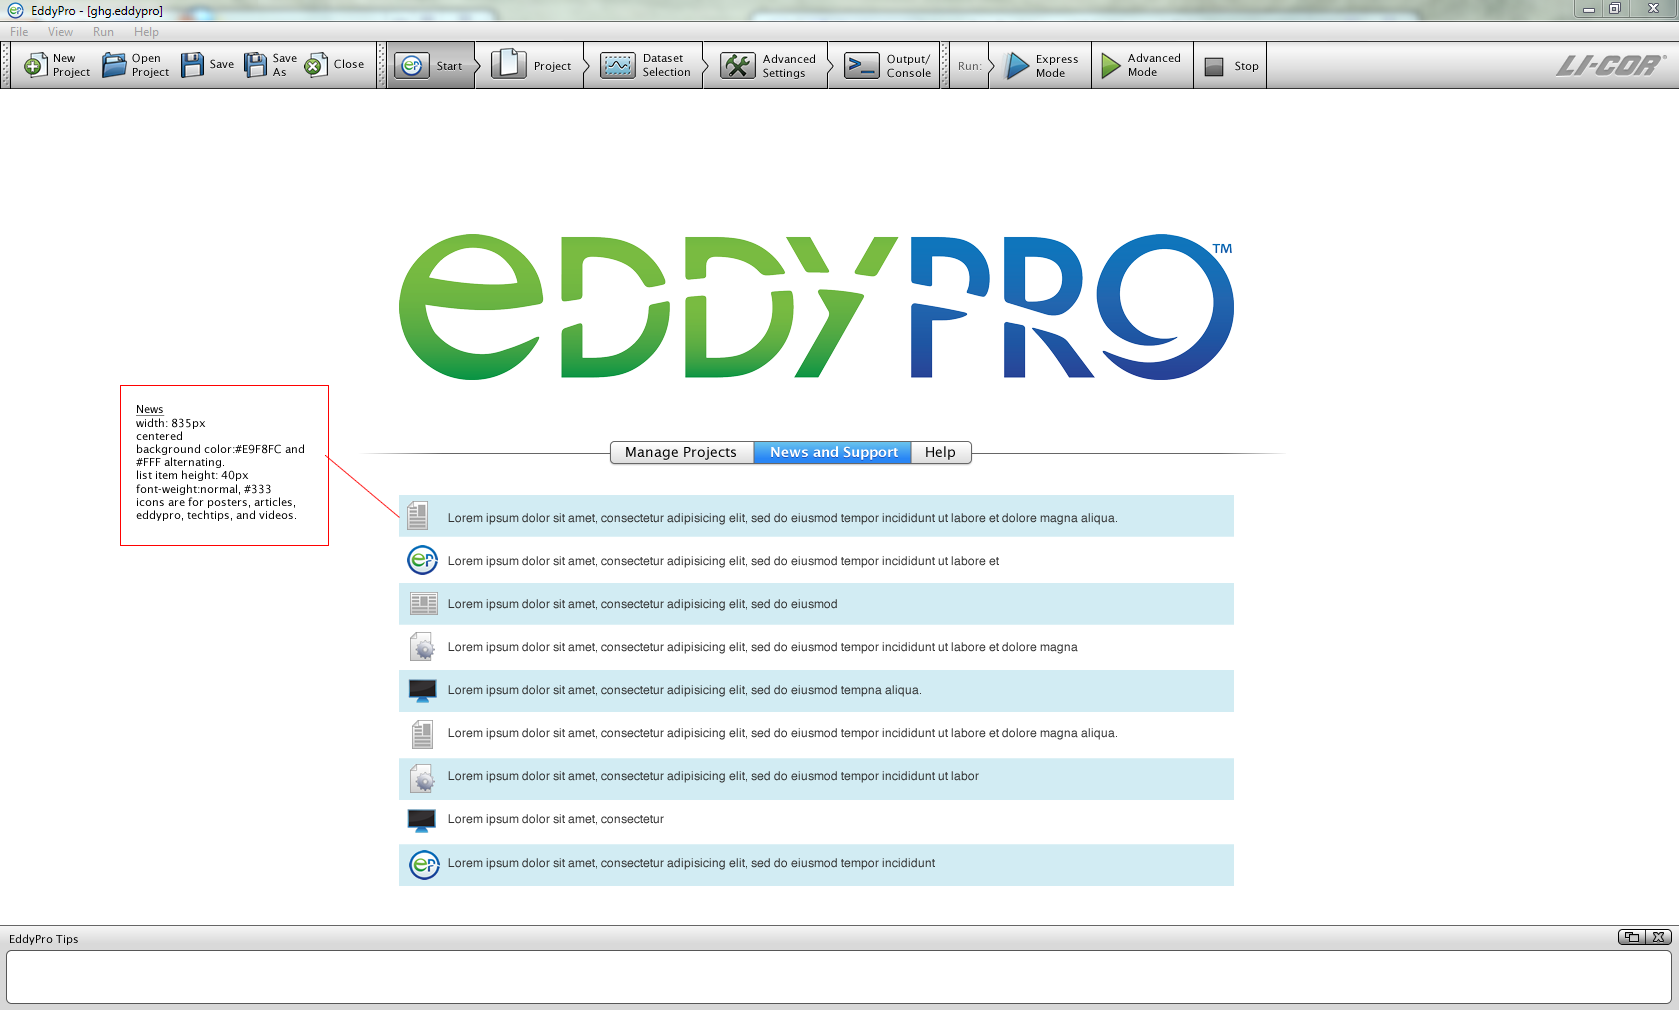 EddyPro - [ghg.eddypro]
File View Run Help
New Project
Open Project
Save
Save As
Close
Start
Project
Dataset Selection
Advanced Settings
Output/ Console
Run:
Express Mode
Advanced Mode
Stop
LI-COR®
eDDYPRO™
News
width: 835px
centered
background color:#E9F8FC and
#FFF alternating.
list item height: 40px
font-weight:normal, #333
icons are for posters, articles,
eddypro, techtips, and videos.
Manage Projects
News and Support
Help
Lorem ipsum dolor sit amet, consectetur adipisicing elit, sed do eiusmod tempor incididunt ut labore et dolore magna aliqua.
Lorem ipsum dolor sit amet, consectetur adipisicing elit, sed do eiusmod tempor incididunt ut labore et
Lorem ipsum dolor sit amet, consectetur adipisicing elit, sed do eiusmod
Lorem ipsum dolor sit amet, consectetur adipisicing elit, sed do eiusmod tempor incididunt ut labore et dolore magna
Lorem ipsum dolor sit amet, consectetur adipisicing elit, sed do eiusmod tempna aliqua.
Lorem ipsum dolor sit amet, consectetur adipisicing elit, sed do eiusmod tempor incididunt ut labore et dolore magna aliqua.
Lorem ipsum dolor sit amet, consectetur adipisicing elit, sed do eiusmod tempor incididunt ut labor
Lorem ipsum dolor sit amet, consectetur
Lorem ipsum dolor sit amet, consectetur adipisicing elit, sed do eiusmod tempor incididunt
EddyPro Tips